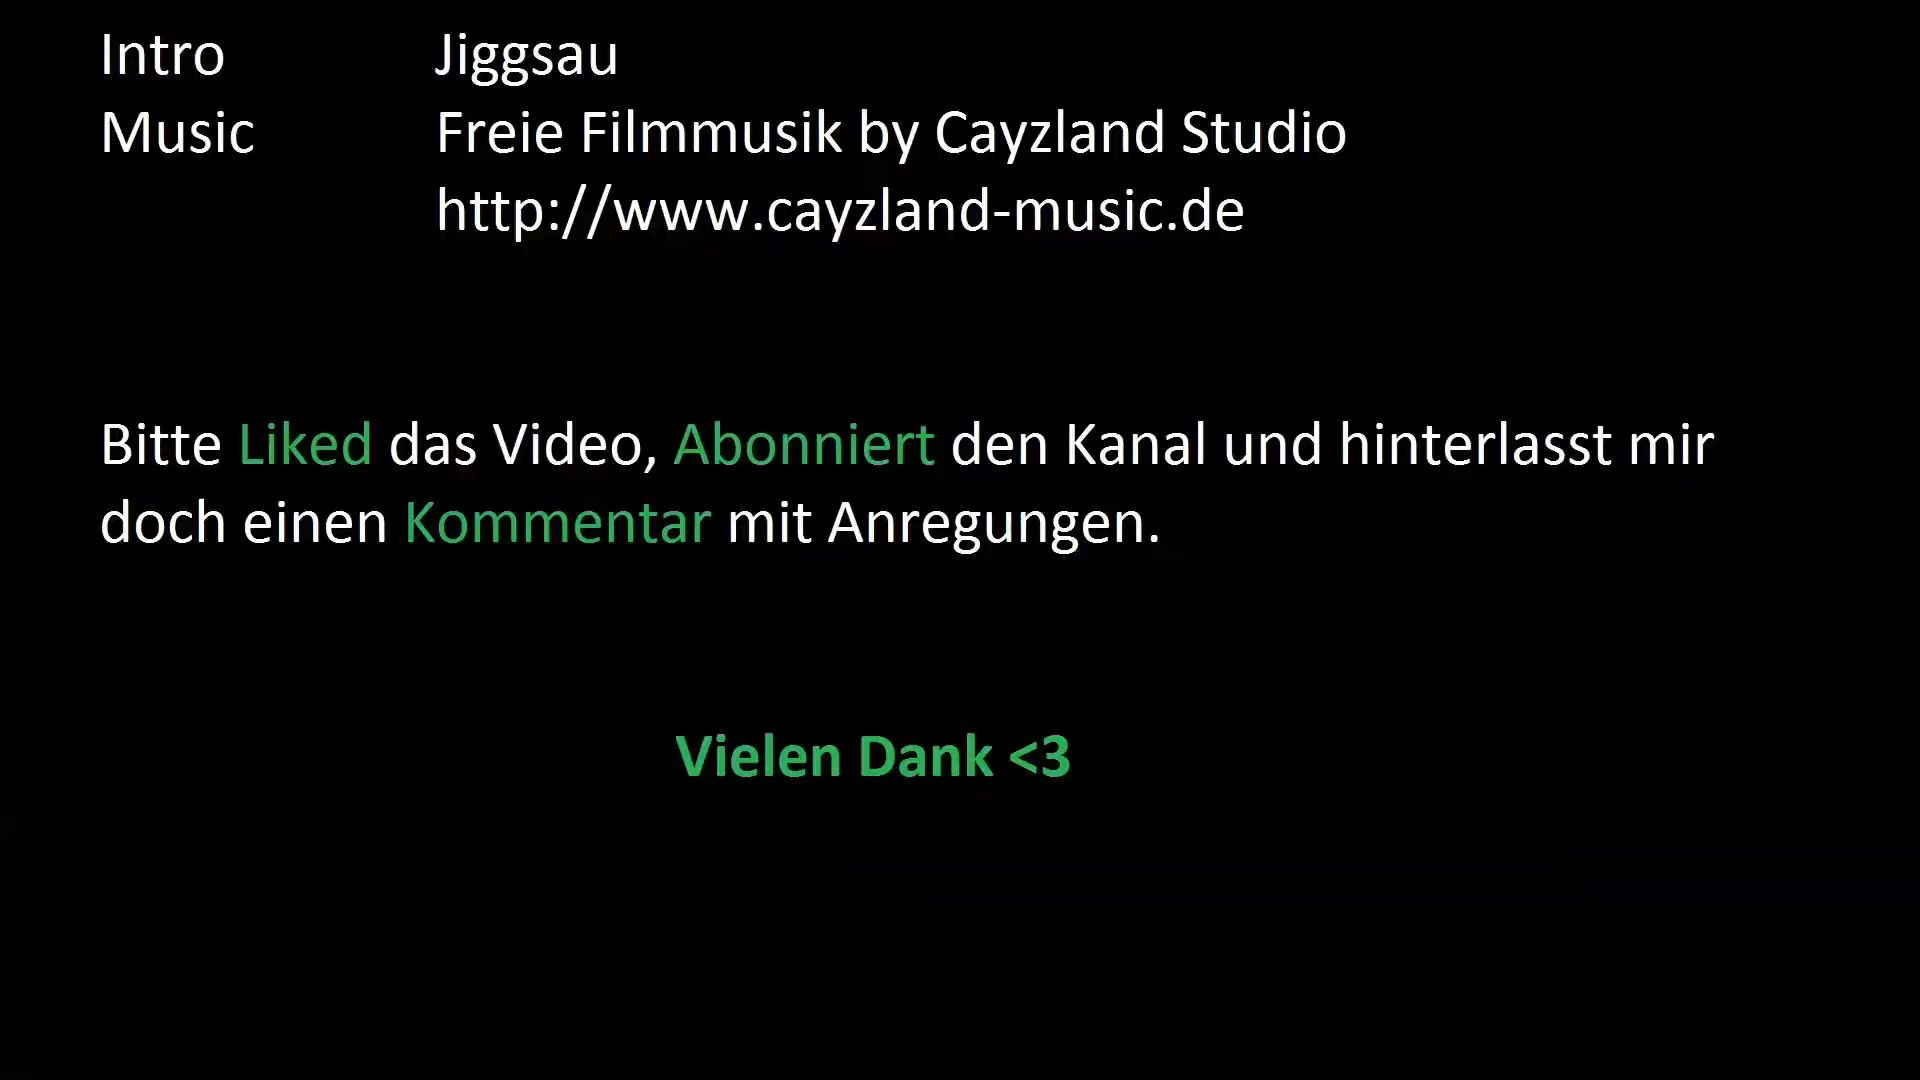 Intro Jiggsau
Music Freie Filmmusik by Cayzland Studio
http://www.cayzland-music.de
Bitte Liked das Video, Abonniert den Kanal und hinterlasst mir
doch einen Kommentar mit Anregungen.
Vielen Dank <3